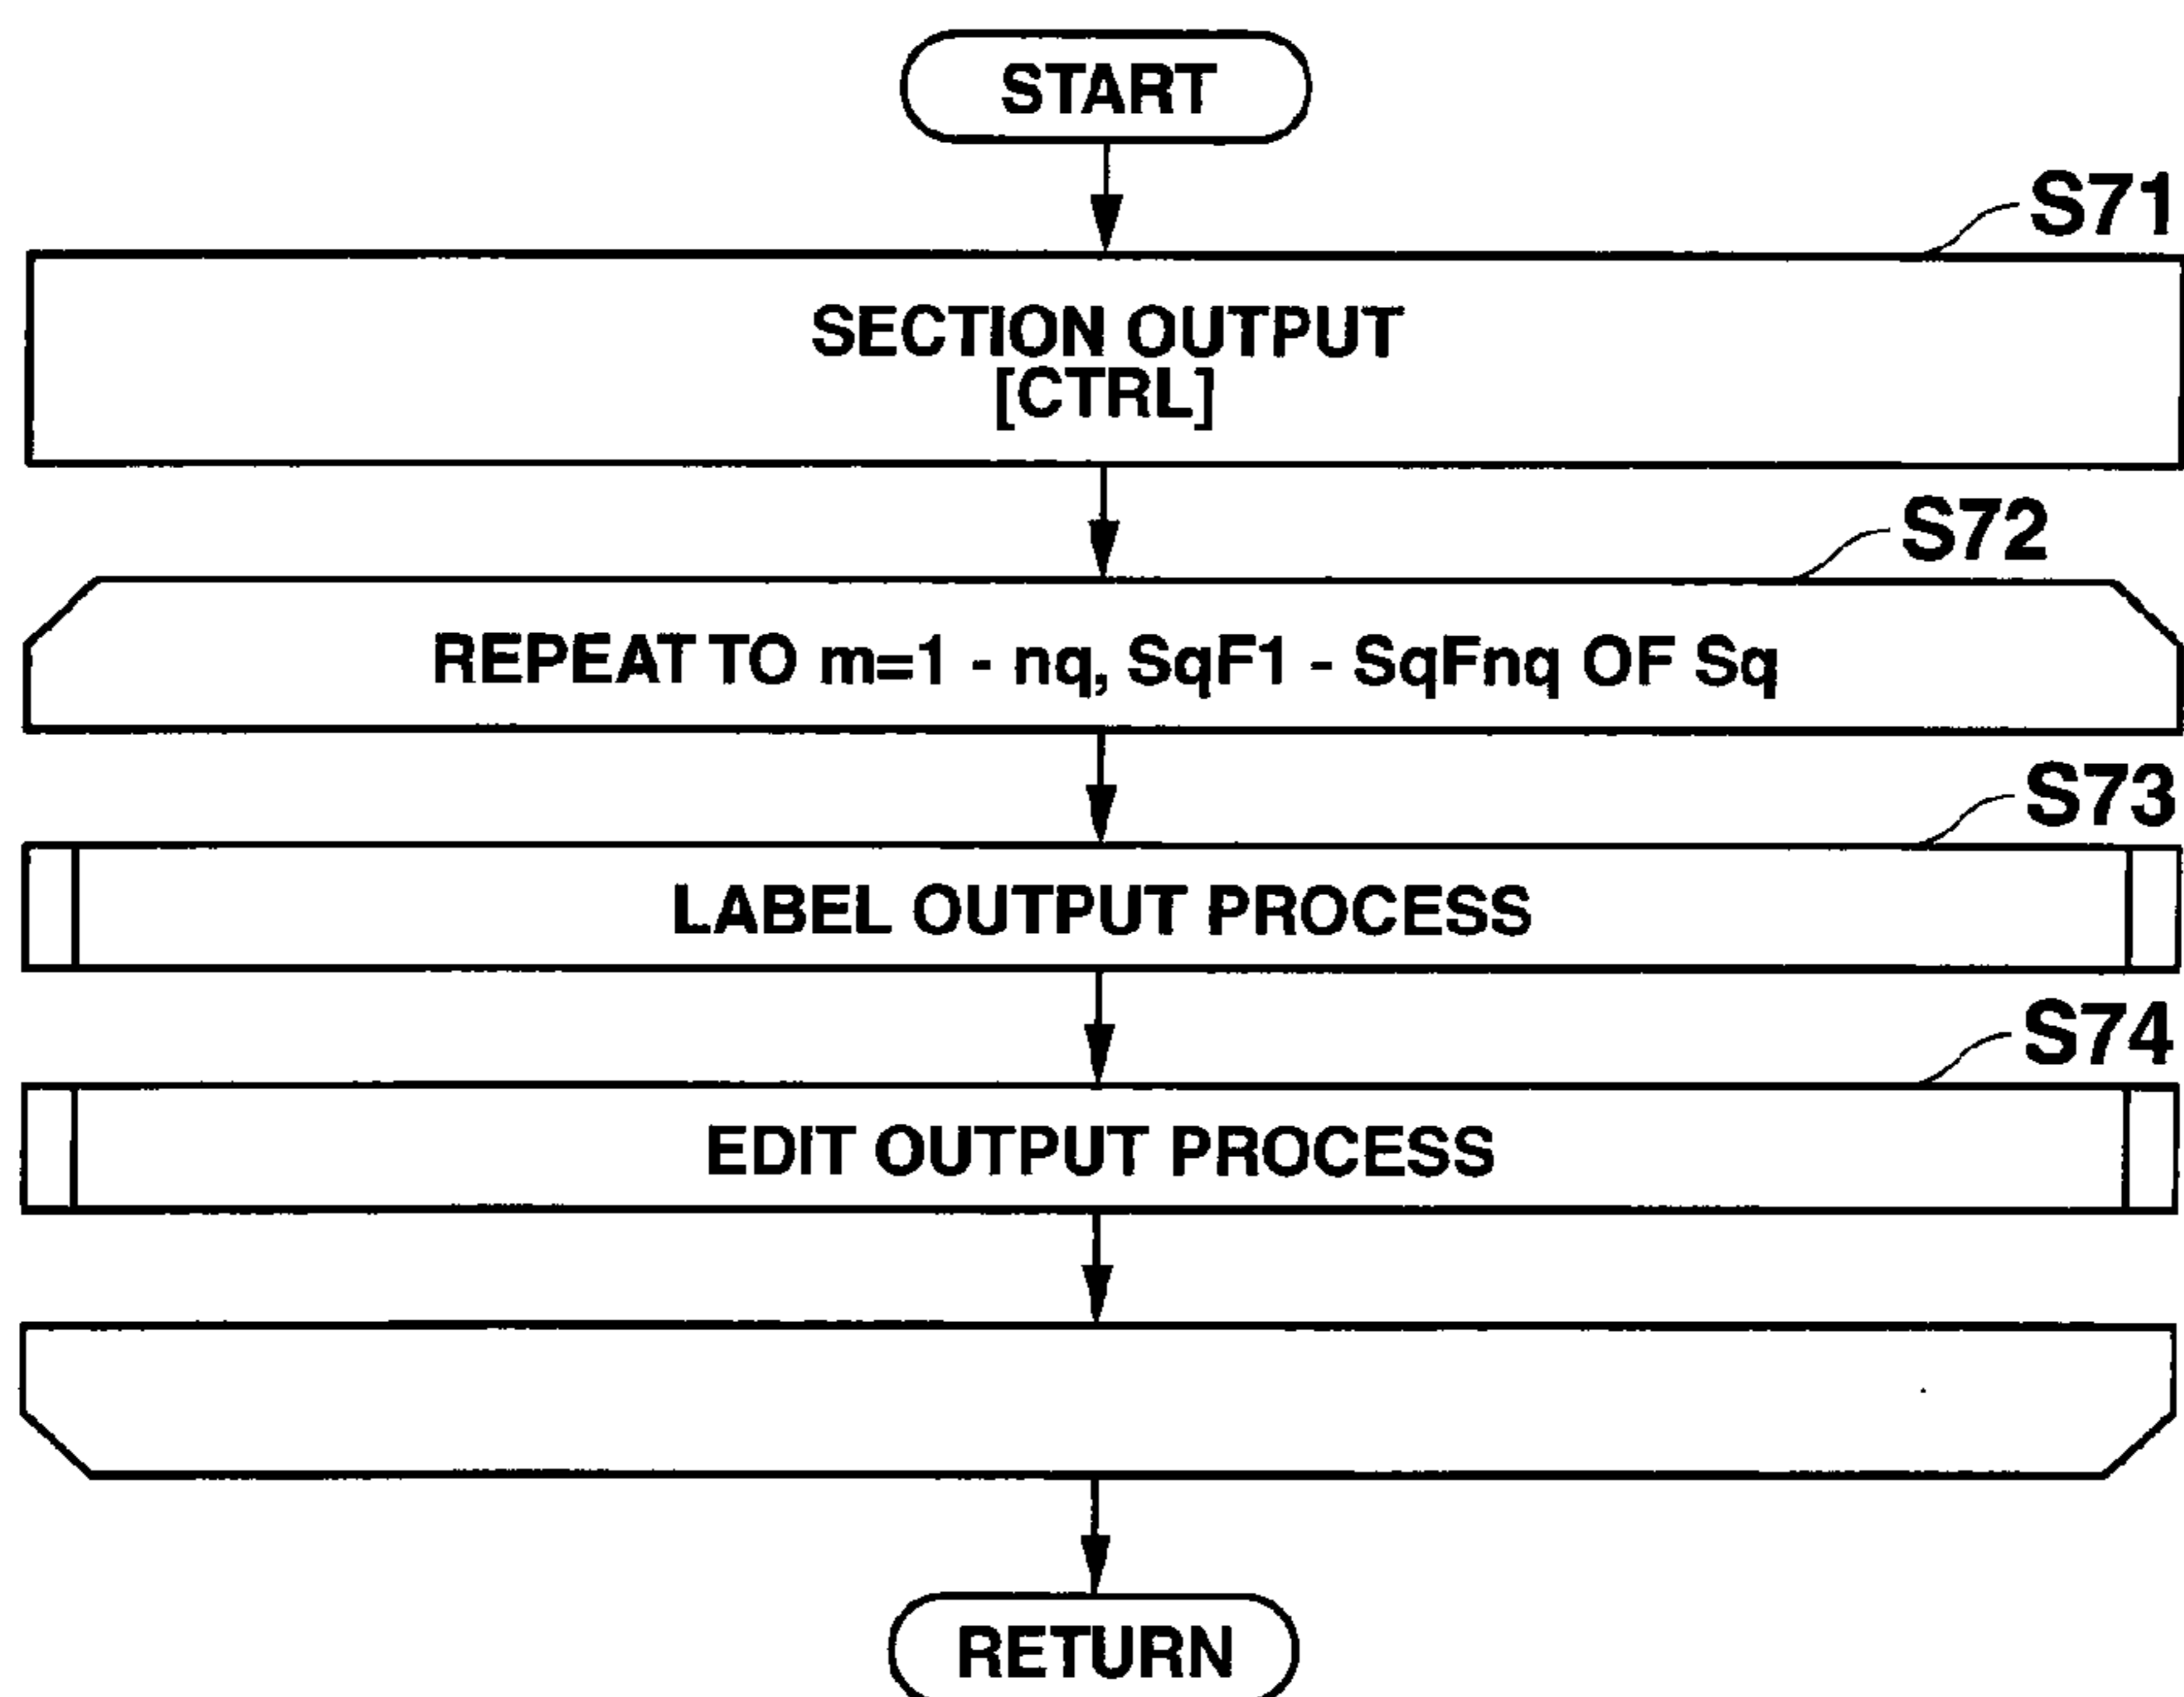 START
S71
SECTION OUTPUT
[CTRL]
S72
REPEAT TO m=1 - nq, SqF1 - SqFnq OF Sq
S73
LABEL OUTPUT PROCESS
S74
EDIT OUTPUT PROCESS
RETURN